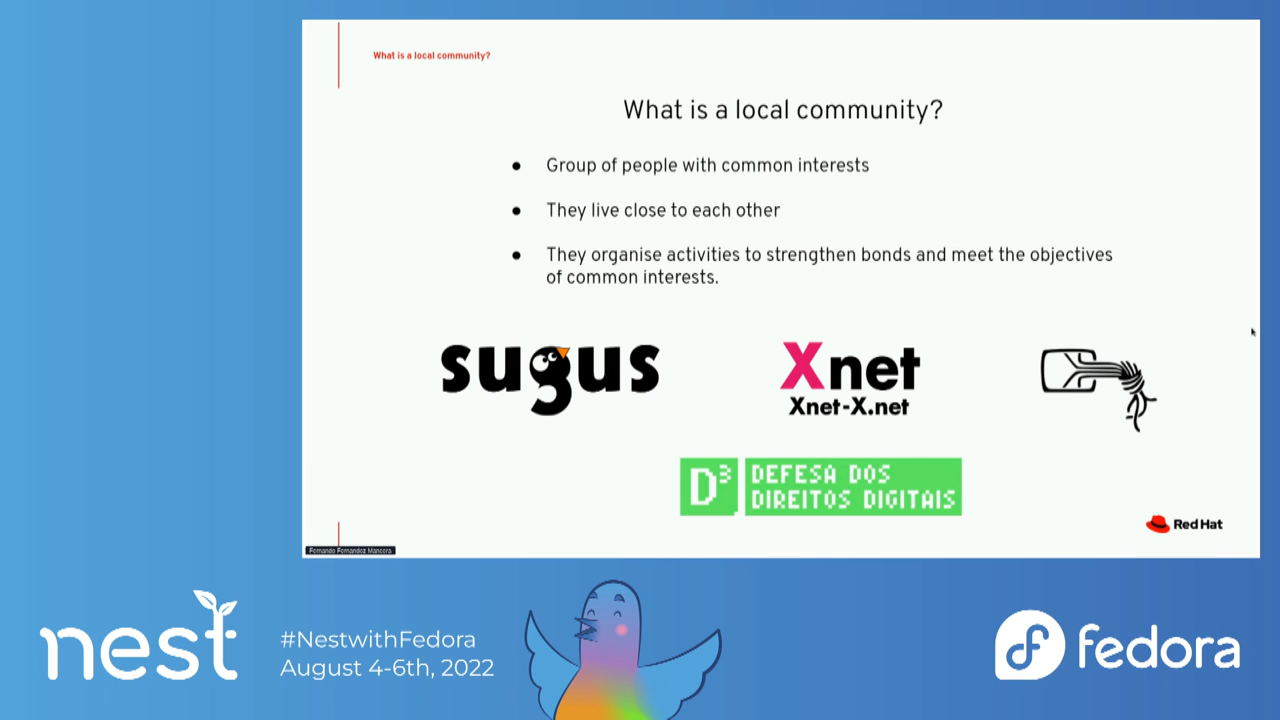 What is a local community?
What is a local community?
● Group of people with common interests
● They live close to each other
● They organise activities to strengthen bonds and meet the objectives
of common interests.
sugus
Xnet
Xnet-X.net
D³ DEFESA DOS
DIREITOS DIGITAIS
Red Hat
Fernando Fernandez Mancera
nest
#NestwithFedora
August 4-6th, 2022
fedora